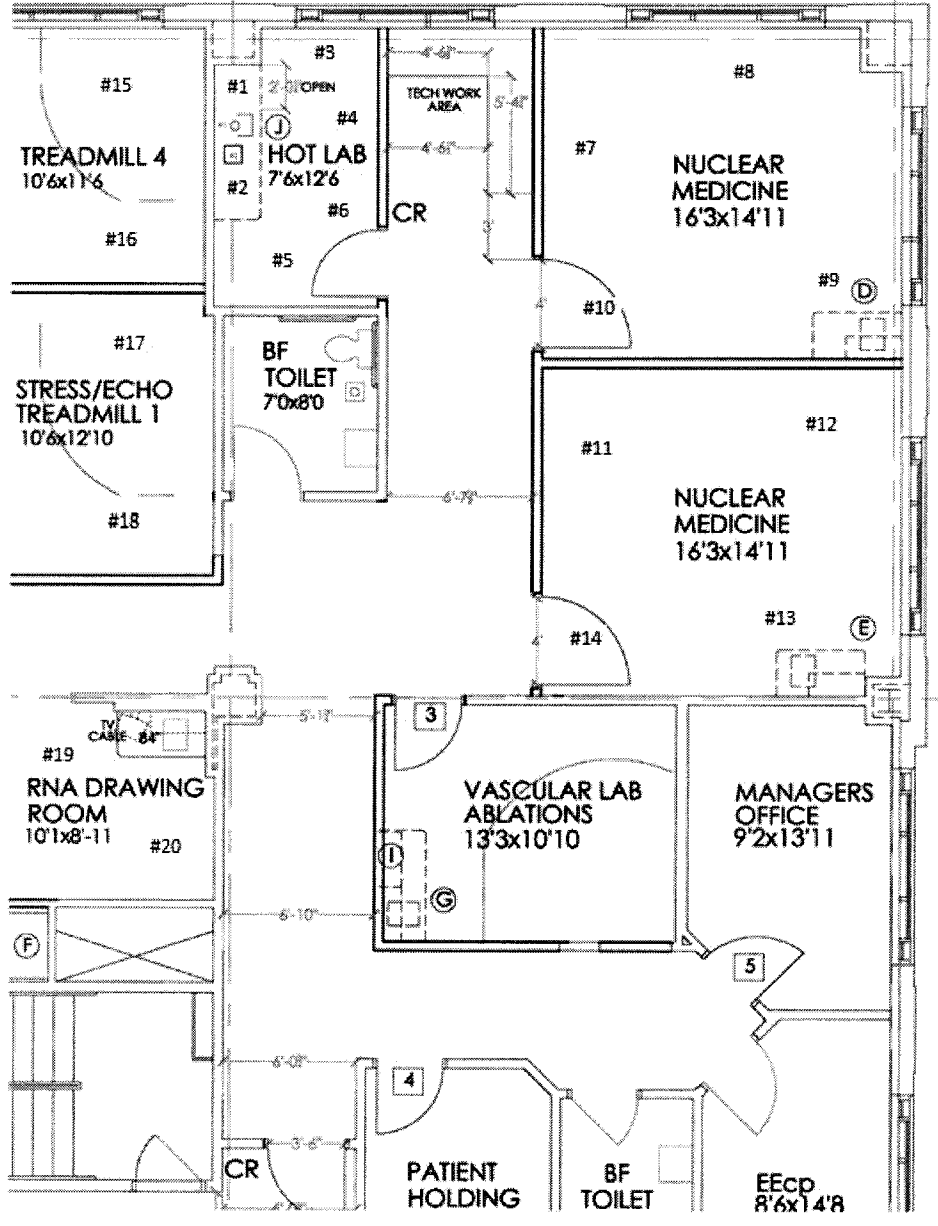 #15
#1
#3
2'-0" OPEN
#8
4'-6"
TECH WORK
AREA
5'-4"
#4
J
TREADMILL 4
10'6x11'6
HOT LAB
7'6x12'6
4'-6"
#7
NUCLEAR
MEDICINE
16'3x14'11
#2
#6
CR
3'
#16
#5
#9
D
#10
4'
#17
BF
TOILET
7'0x8'0
STRESS/ECHO
TREADMILL 1
10'6x12'10
#12
#11
NUCLEAR
MEDICINE
16'3x14'11
#18
#13
E
#14
4'
3
TV
CABLE
84"
#19
RNA DRAWING
ROOM
10'1x8'-11
#20
VASCULAR LAB
ABLATIONS
13'3x10'10
MANAGERS
OFFICE
9'2x13'11
I
G
6'-10"
F
5
6'-0"
4
3'-6"
CR
PATIENT
HOLDING
BF
TOILET
EEcp
8'6x14'8